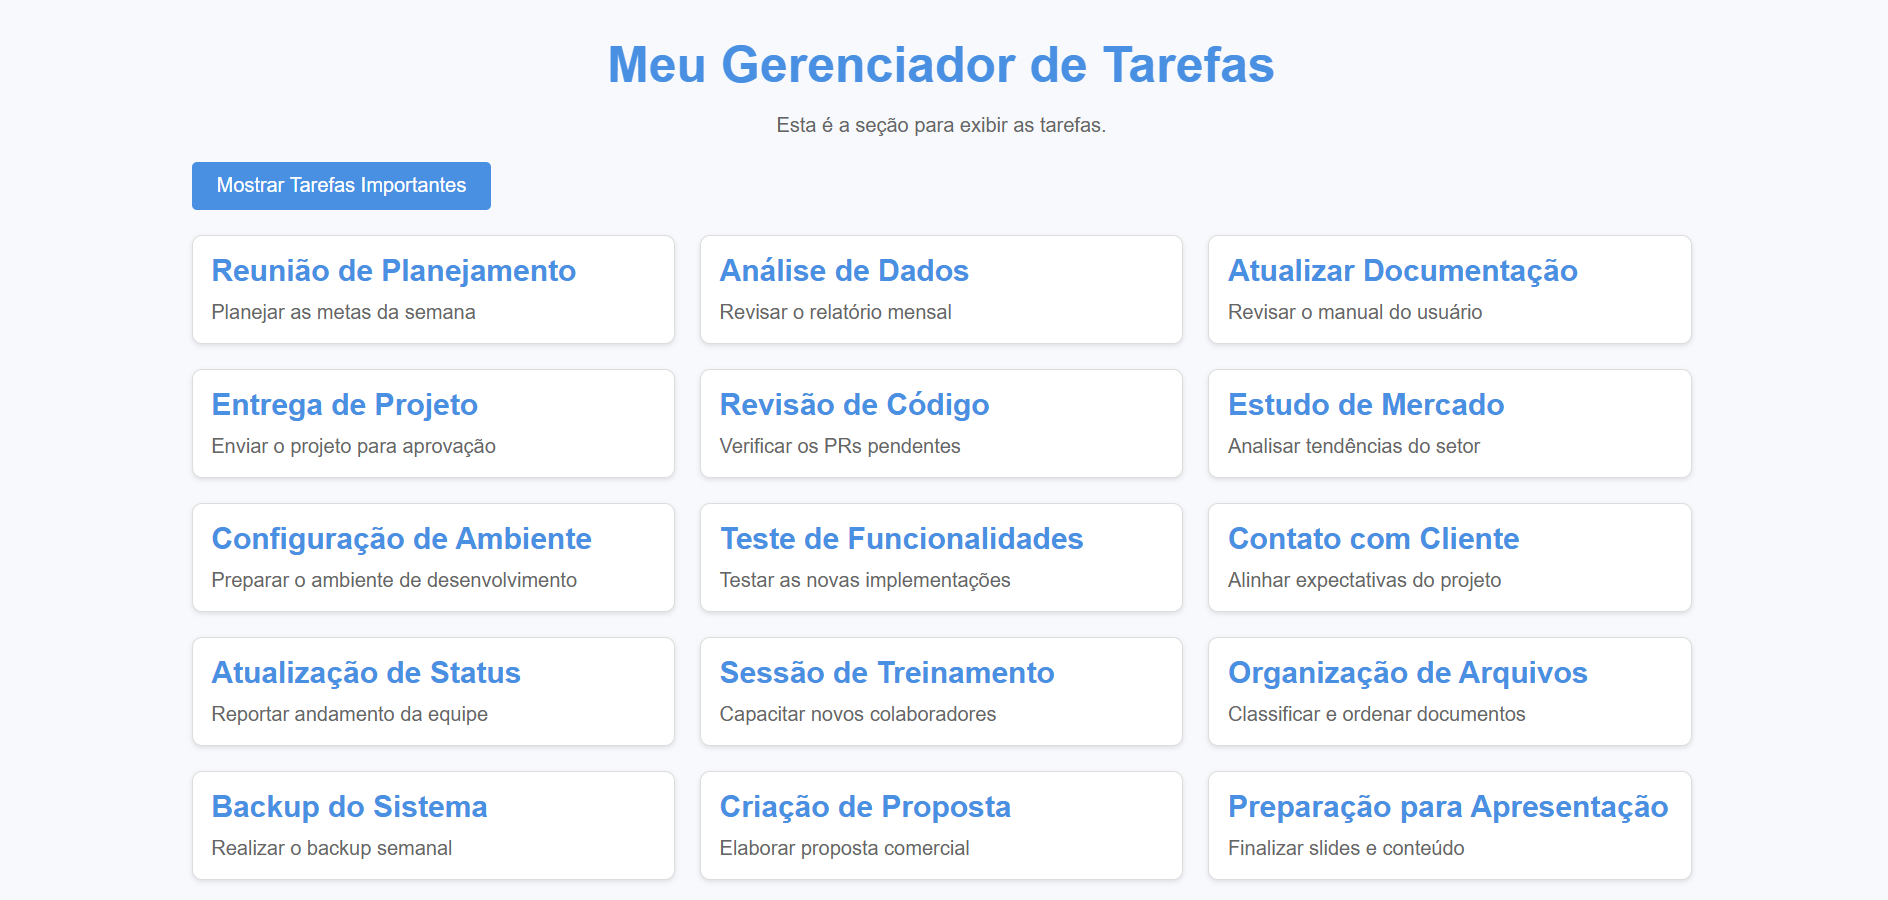 Meu Gerenciador de Tarefas
Esta é a seção para exibir as tarefas.
Mostrar Tarefas Importantes
Reunião de Planejamento
Planejar as metas da semana
Análise de Dados
Revisar o relatório mensal
Atualizar Documentação
Revisar o manual do usuário
Entrega de Projeto
Enviar o projeto para aprovação
Revisão de Código
Verificar os PRs pendentes
Estudo de Mercado
Analisar tendências do setor
Configuração de Ambiente
Preparar o ambiente de desenvolvimento
Teste de Funcionalidades
Testar as novas implementações
Contato com Cliente
Alinhar expectativas do projeto
Atualização de Status
Reportar andamento da equipe
Sessão de Treinamento
Capacitar novos colaboradores
Organização de Arquivos
Classificar e ordenar documentos
Backup do Sistema
Realizar o backup semanal
Criação de Proposta
Elaborar proposta comercial
Preparação para Apresentação
Finalizar slides e conteúdo